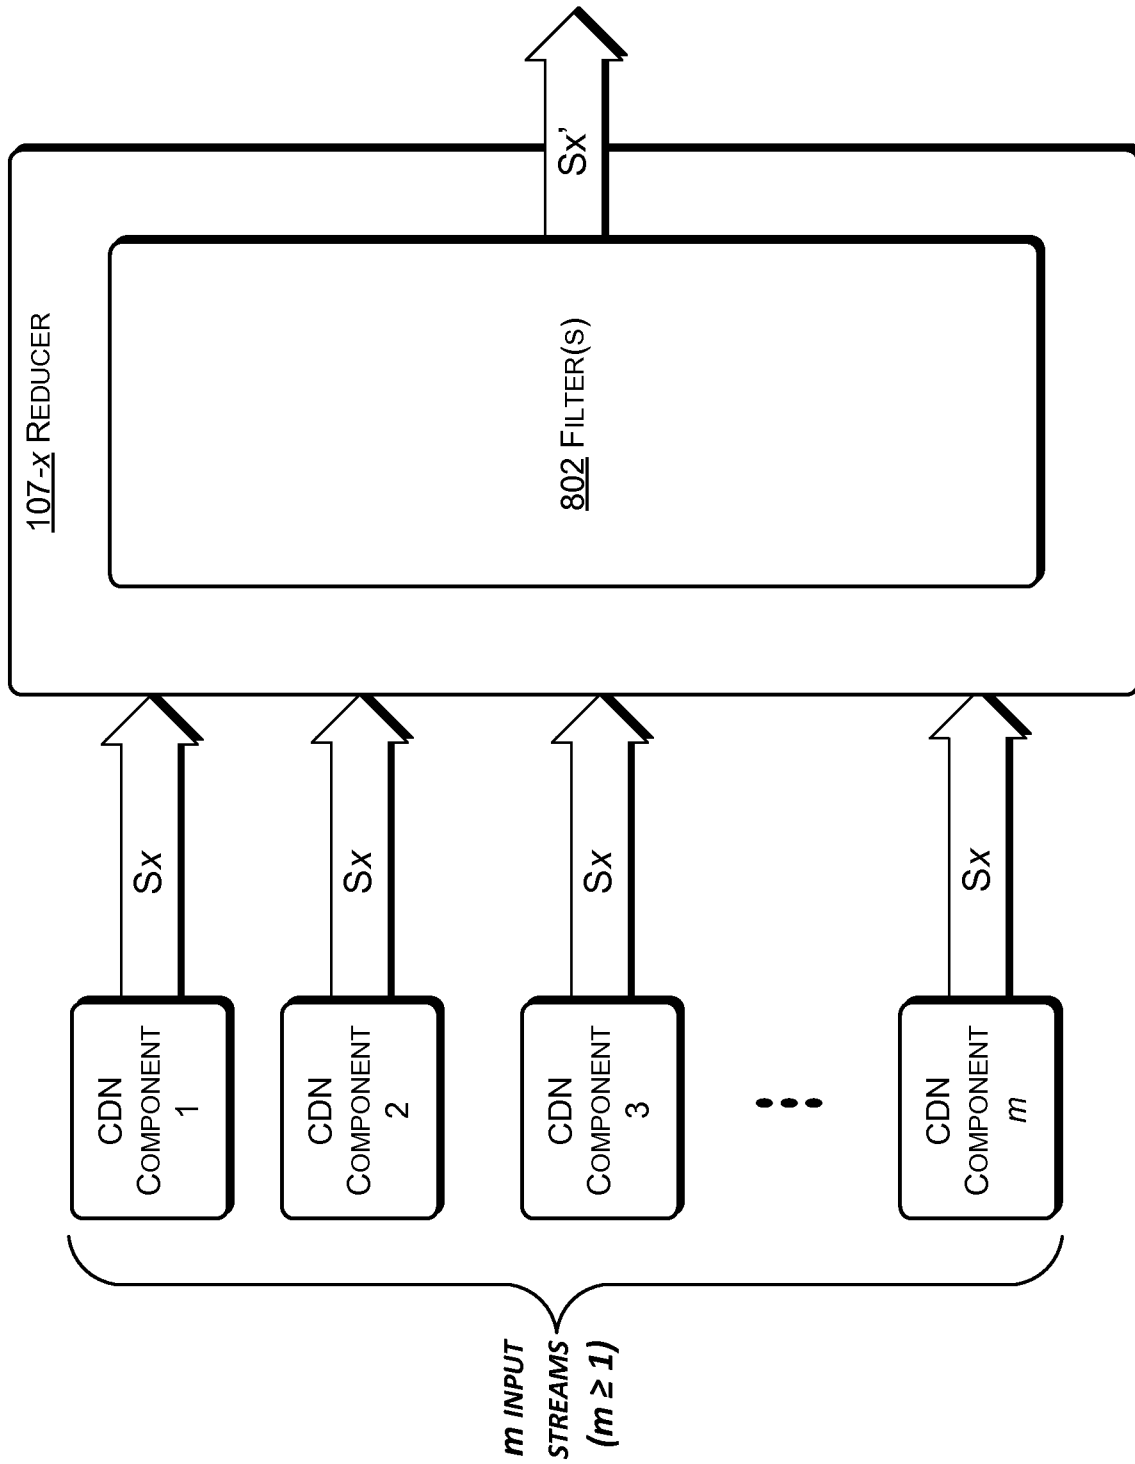 m INPUT
STREAMS
(m ≥ 1)
CDN
COMPONENT
1
Sx
CDN
COMPONENT
2
Sx
CDN
COMPONENT
3
Sx
CDN
COMPONENT
m
Sx
107-x REDUCER
802 FILTER(S)
Sx'